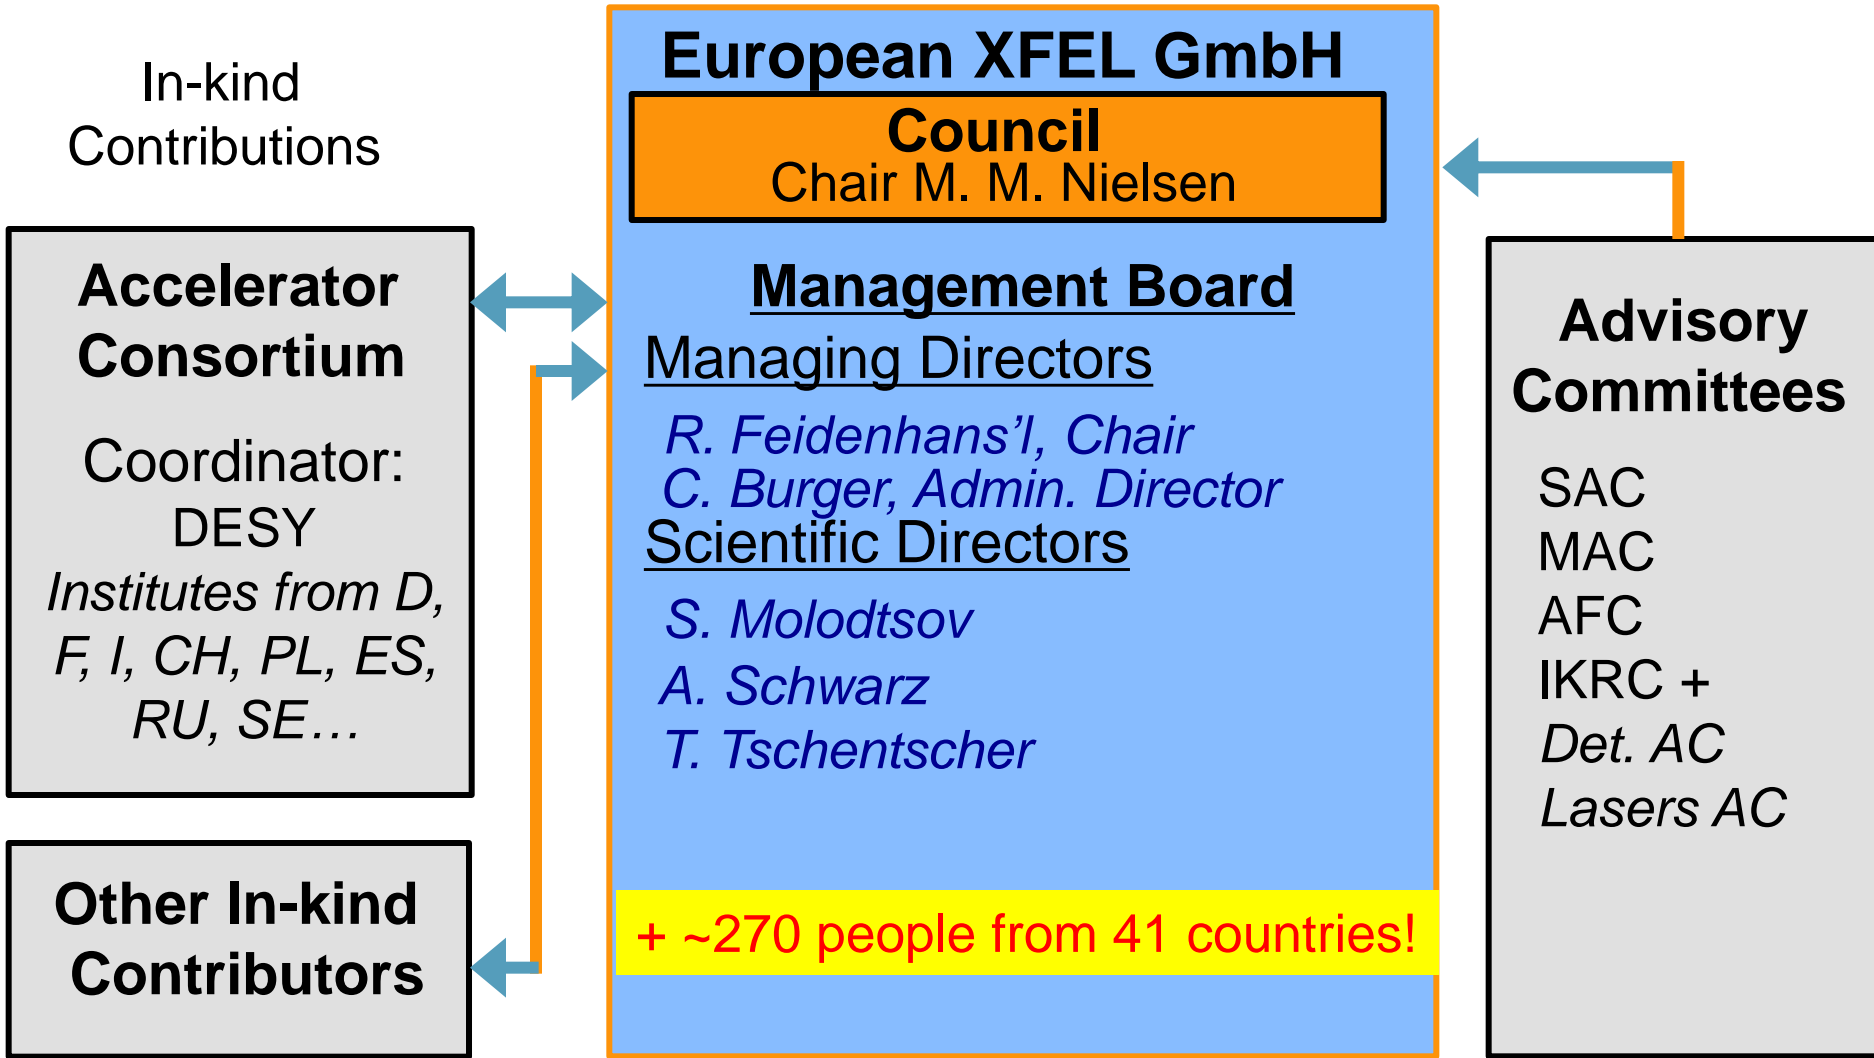 In-kind
Contributions
Accelerator
Consortium
Coordinator:
DESY
Institutes from D,
F, I, CH, PL, ES,
RU, SE…
Other In-kind
Contributors
European XFEL GmbH
Council
Chair M. M. Nielsen
Management Board
Managing Directors
R. Feidenhans’l, Chair
C. Burger, Admin. Director
Scientific Directors
S. Molodtsov
A. Schwarz
T. Tschentscher
+ ~270 people from 41 countries!
Advisory
Committees
SAC
MAC
AFC
IKRC +
Det. AC
Lasers AC